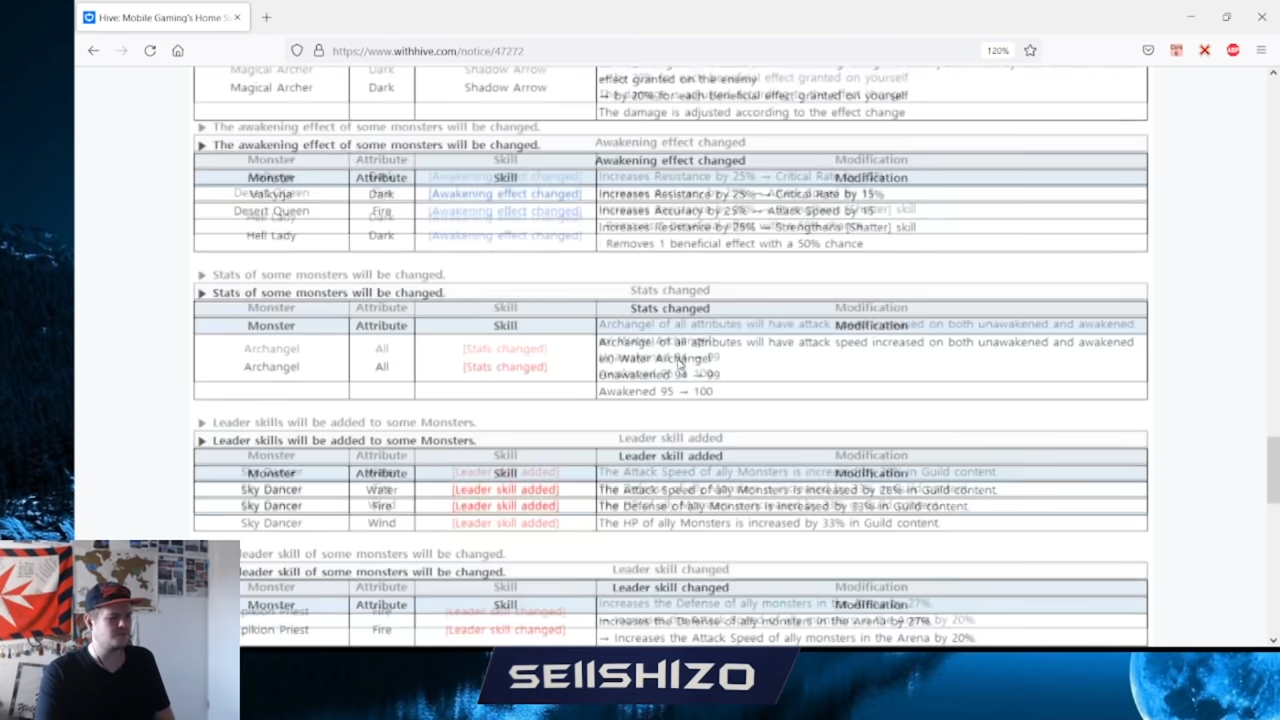 Hive: Mobile Gaming's Home S
https://www.withhive.com/notice/47272
120%
Magical Archer Dark Shadow Arrow
effect granted on the enemy
→ by 20% for each beneficial effect granted on yourself
The damage is adjusted according to the effect change
▶ The awakening effect of some monsters will be changed.
Awakening effect changed
Monster Attribute Skill Modification
Valkyrja Dark [Awakening effect changed] Increases Resistance by 25% → Critical Rate by 15%
Desert Queen Fire [Awakening effect changed] Increases Accuracy by 25% → Attack Speed by 15
Hell Lady Dark [Awakening effect changed] Increases Resistance by 25% → Strengthens [Shatter] skill
Removes 1 beneficial effect with a 50% chance
▶ Stats of some monsters will be changed.
Stats changed
Monster Attribute Skill Modification
Archangel All [Stats changed] Archangel of all attributes will have attack speed increased on both unawakened and awakened
ex) Water Archangel
Unawakened 94 → 99
Awakened 95 → 100
▶ Leader skills will be added to some Monsters.
Leader skill added
Monster Attribute Skill Modification
Sky Dancer Water [Leader skill added] The Attack Speed of ally Monsters is increased by 28% in Guild content.
Sky Dancer Fire [Leader skill added] The Defense of ally Monsters is increased by 33% in Guild content.
Sky Dancer Wind [Leader skill added] The HP of ally Monsters is increased by 33% in Guild content.
leader skill of some monsters will be changed.
Leader skill changed
Monster Attribute Skill Modification
pikion Priest Fire [Leader skill changed] Increases the Defense of ally monsters in the Arena by 27%.
→ Increases the Attack Speed of ally monsters in the Arena by 20%.
SEIISHIZO